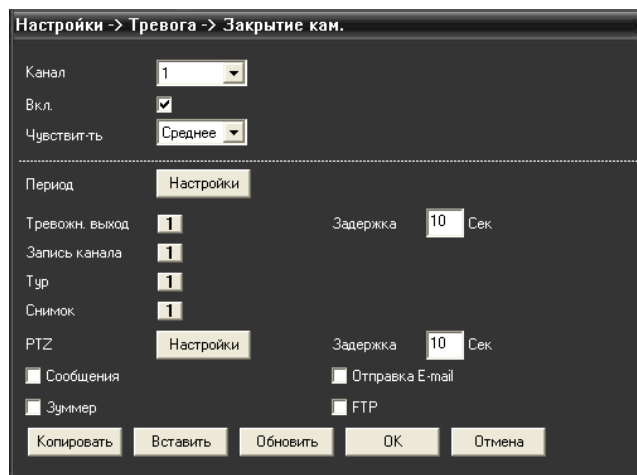 Настройки -> Тревога -> Закрытие кам.
Канал 1
Вкл.
Чувствит-ть Среднее
Период Настройки
Тревожн. выход 1 Задержка 10 Сек
Запись канала 1
Тур 1
Снимок 1
PTZ Настройки Задержка 10 Сек
Сообщения Отправка E-mail
Зуммер FTP
Копировать Вставить Обновить OK Отмена